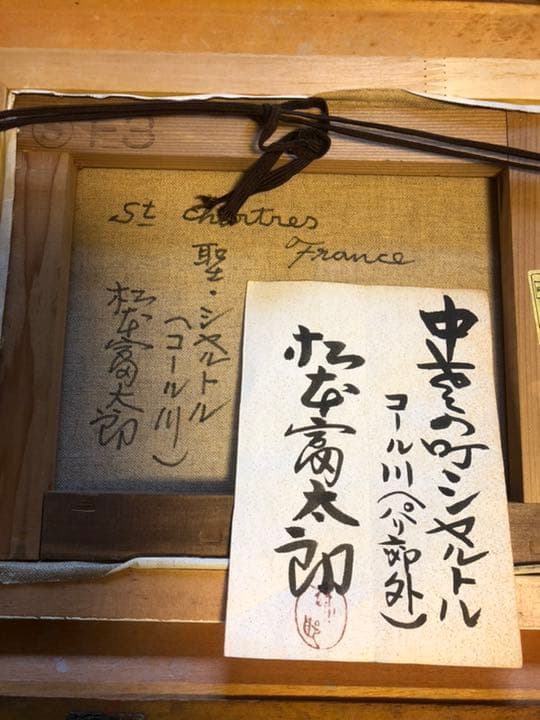 F3
St Chartres
France
聖・シャルトル
(コール川)
松本富太郎
中世の町シャルトル
コール川(パリ郊外)
松本富太郎